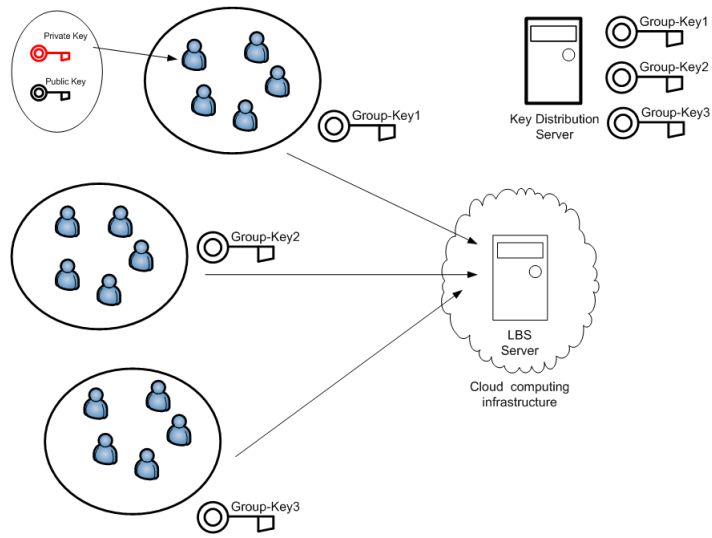 Private Key
Public Key
Group-Key1
Group-Key1
Group-Key2
Group-Key3
Key Distribution
Server
Group-Key2
LBS
Server
Cloud computing
infrastructure
Group-Key3